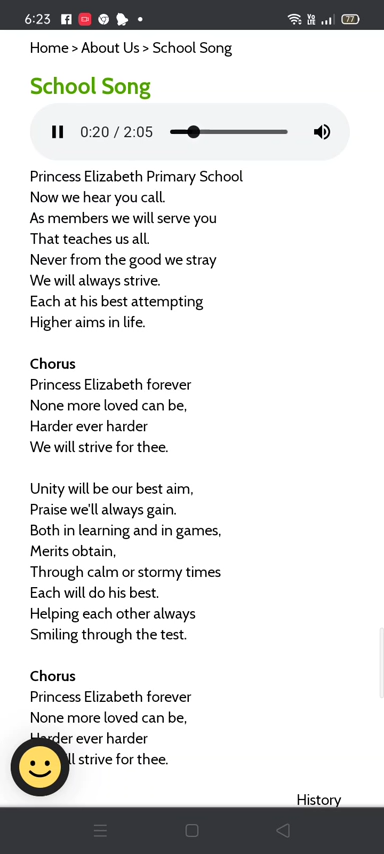 6:23
77
Home > About Us > School Song
School Song
0:20 / 2:05
Princess Elizabeth Primary School
Now we hear you call.
As members we will serve you
That teaches us all.
Never from the good we stray
We will always strive.
Each at his best attempting
Higher aims in life.
Chorus
Princess Elizabeth forever
None more loved can be,
Harder ever harder
We will strive for thee.
Unity will be our best aim,
Praise we'll always gain.
Both in learning and in games,
Merits obtain,
Through calm or stormy times
Each will do his best.
Helping each other always
Smiling through the test.
Chorus
Princess Elizabeth forever
None more loved can be,
Harder ever harder
strive for thee.
History